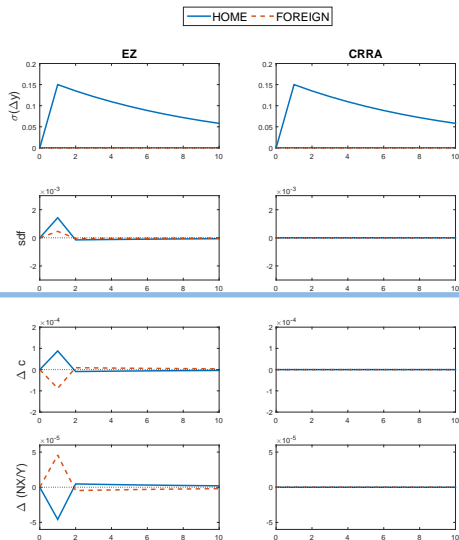 HOME FOREIGN
EZ CRRA
σ(Δy)
0.2 0.15 0.1 0.05 0
0 2 4 6 8 10
0.2 0.15 0.1 0.05 0
0 2 4 6 8 10
sdf
×10⁻³
2 0 -2
0 2 4 6 8 10
×10⁻³
2 0 -2
0 2 4 6 8 10
Δ c
×10⁻⁴
2 1 0 -1 -2
0 2 4 6 8 10
×10⁻⁴
2 1 0 -1 -2
0 2 4 6 8 10
Δ (NX/Y)
×10⁻⁵
5 0 -5
0 2 4 6 8 10
×10⁻⁵
5 0 -5
0 2 4 6 8 10